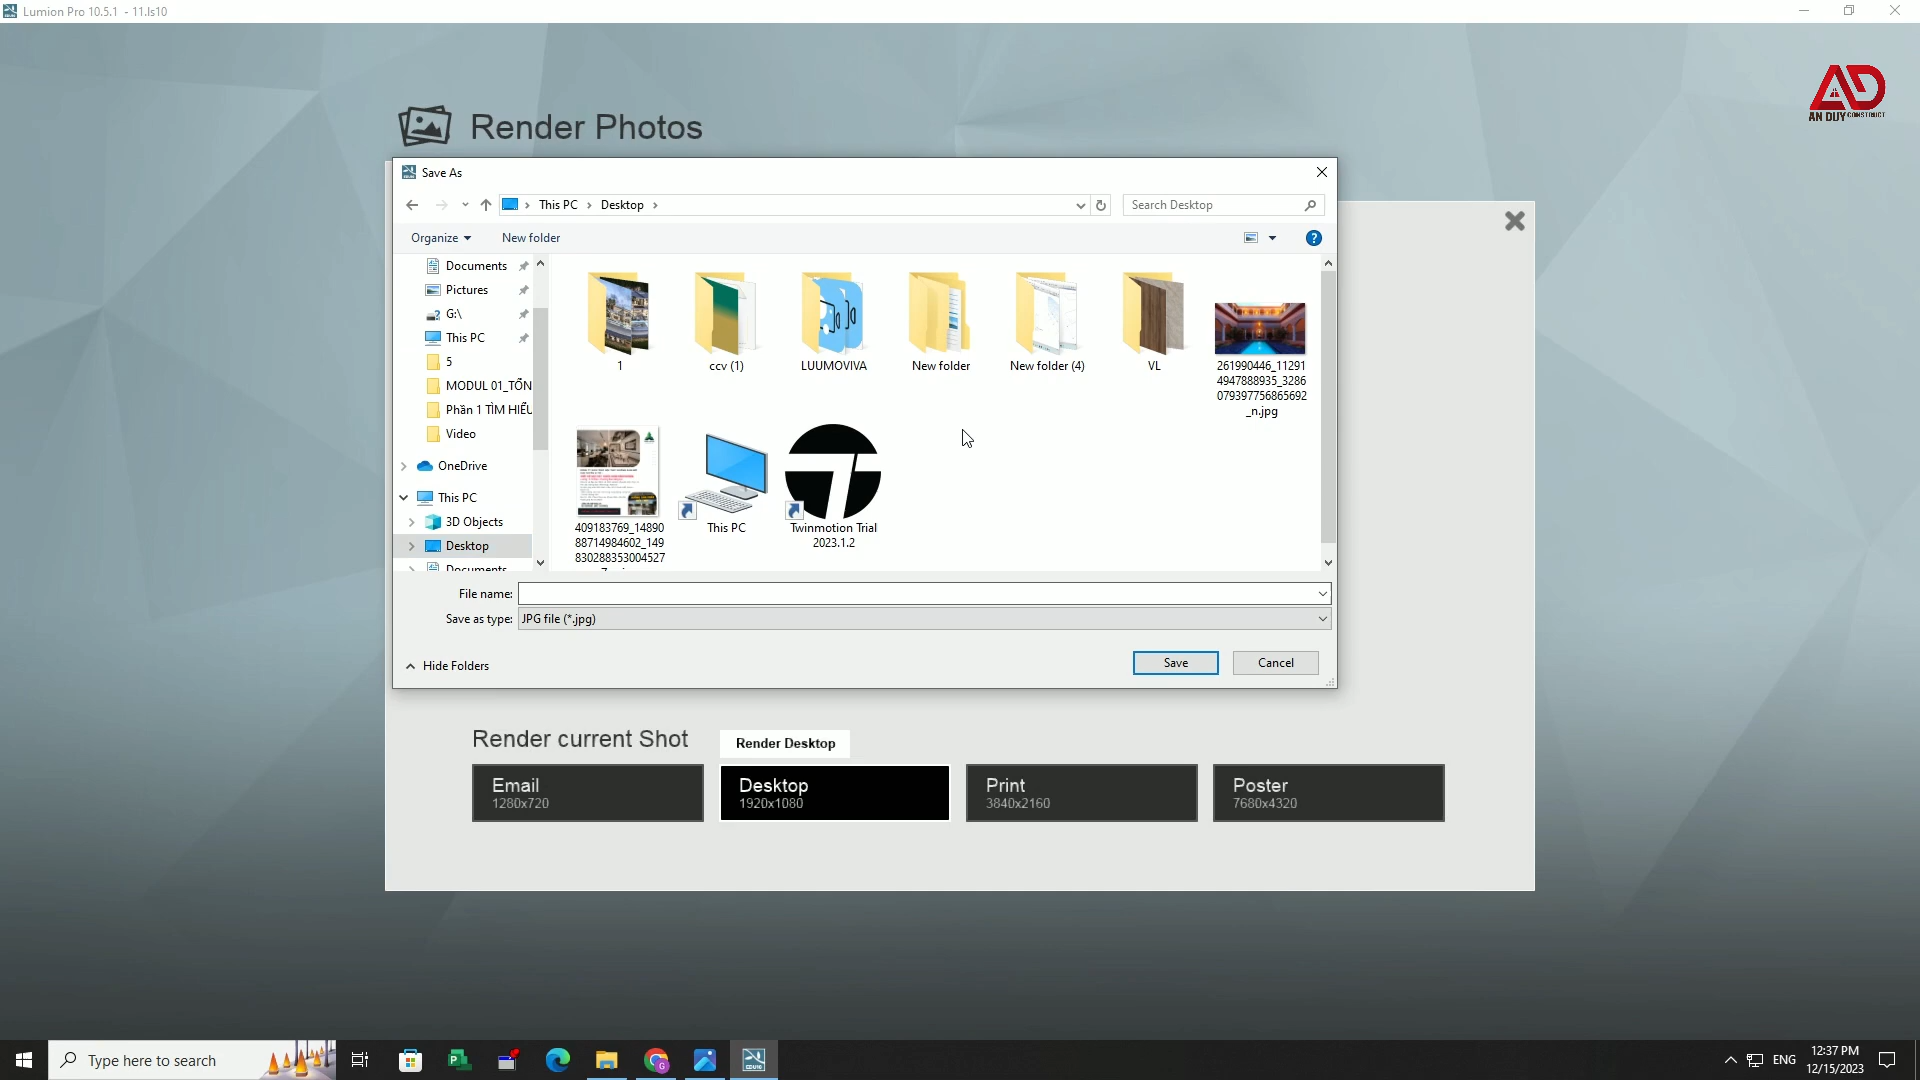 Lumion Pro 10.5.1 - 11.ls10
AN DUY CONSTRUCT
Render Photos
Save As
This PC
Desktop
Search Desktop
Organize
New folder
Documents
Pictures
G:\
This PC
5
MODUL 01_TỔN
Phần 1 TÌM HIỂU
Video
OneDrive
This PC
3D Objects
Desktop
Documents
1
ccv (1)
LUUMOVIVA
New folder
New folder (4)
VL
261990446_11291
4947888935_3286
079397756865692
_n.jpg
409183769_14890
88714984602_149
830288353004527
This PC
Twinmotion Trial
2023.1.2
File name:
Save as type: JPG file (*.jpg)
Hide Folders
Save
Cancel
Render current Shot
Render Desktop
Email
1280x720
Desktop
1920x1080
Print
3840x2160
Poster
7680x4320
Type here to search
ENG
12:37 PM
12/15/2023